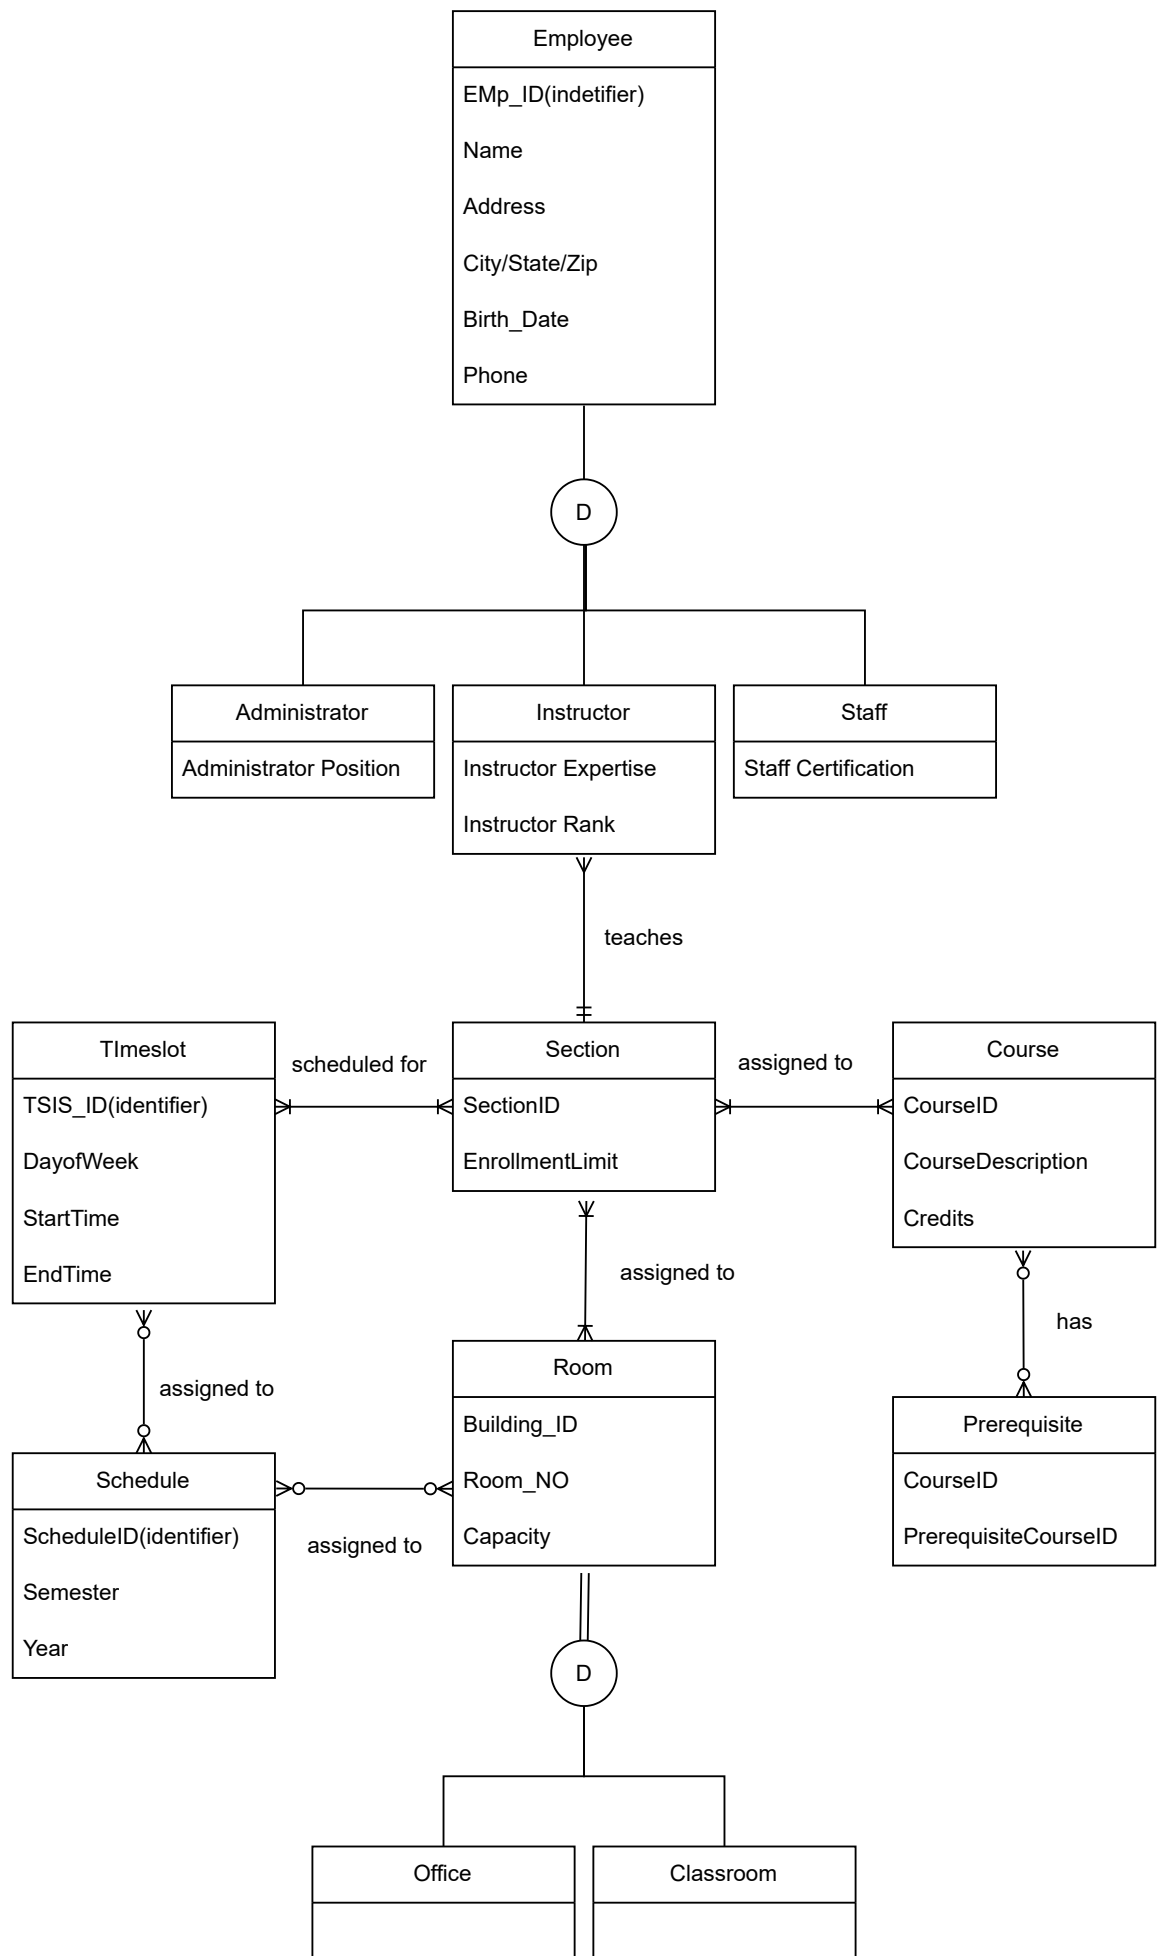 Employee
EMp_ID(indetifier)
Name
Address
City/State/Zip
Birth_Date
Phone
D
Administrator
Administrator Position
Instructor
Instructor Expertise
Instructor Rank
Staff
Staff Certification
teaches
TImeslot
TSIS_ID(identifier)
DayofWeek
StartTime
EndTime
scheduled for
Section
SectionID
EnrollmentLimit
assigned to
Course
CourseID
CourseDescription
Credits
assigned to
has
assigned to
Schedule
ScheduleID(identifier)
Semester
Year
assigned to
Room
Building_ID
Room_NO
Capacity
Prerequisite
CourseID
PrerequisiteCourseID
D
Office
Classroom